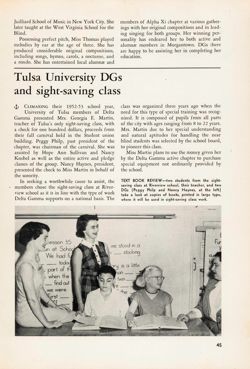 Juilliard School of Music in New York City. She
later taught at the West Virginia School for the
Blind.
Possessing perfect pitch, Miss Thomas played
includes by ear at the age of three. She has
produced considerable original compositions,
including songs, hymns, carols, a menorne, and
a rondo. She has entertained local alumnae and
members of Alpha Xi chapter at various gather-
ings with her original compositions and in lead-
ing singing for both groups. Her winning per-
sonality has endeared her to both active and
alumnae members in Morgantown. DGs there
are happy to be assisting her in completing her
education.
Tulsa University DGs
and sight-saving class
Climaxing their 1952-53 school year,
University of Tulsa members of Delta
Gamma presented Mrs. Georgia E. Martin,
teacher of Tulsa's only sight-saving class, with
a check for one hundred dollars, proceeds from
their fall carnival held in the Student union
building. Peggy Philp, past president of the
chapter, was chairman of the carnival. She was
assisted by Hope Ann Sullivan and Nancy
Knobel as well as the entire active and pledge
classes of the group. Nancy Haynes, president,
presented the check to Miss Martin in behalf of
the sorority.
In seeking a worthwhile cause to assist, the
members chose the sight-saving class at River-
view school as it is in line with the type of work
Delta Gamma supports on a national basis. The
class was organized three years ago when the
need for this type of special training was recog-
nized. It is composed of pupils from all parts
of the city with ages ranging from 8 to 22 years.
Miss Martin due to her special understanding
and natural aptitudes for handling the near
blind students was selected by the school board,
to pioneer this class.
Miss Martin plans to use the money given her
by the Delta Gamma active chapter to purchase
special equipment not ordinarily provided by
the school.
TEXT BOOK REVIEW—two students from the sight-
saving class at Riverview school, their teacher, and two
DGs (Peggy Philp and Nancy Haynes, at the left)
take a look at copies of books, printed in large type,
where it will be used in sight-saving class work.
45